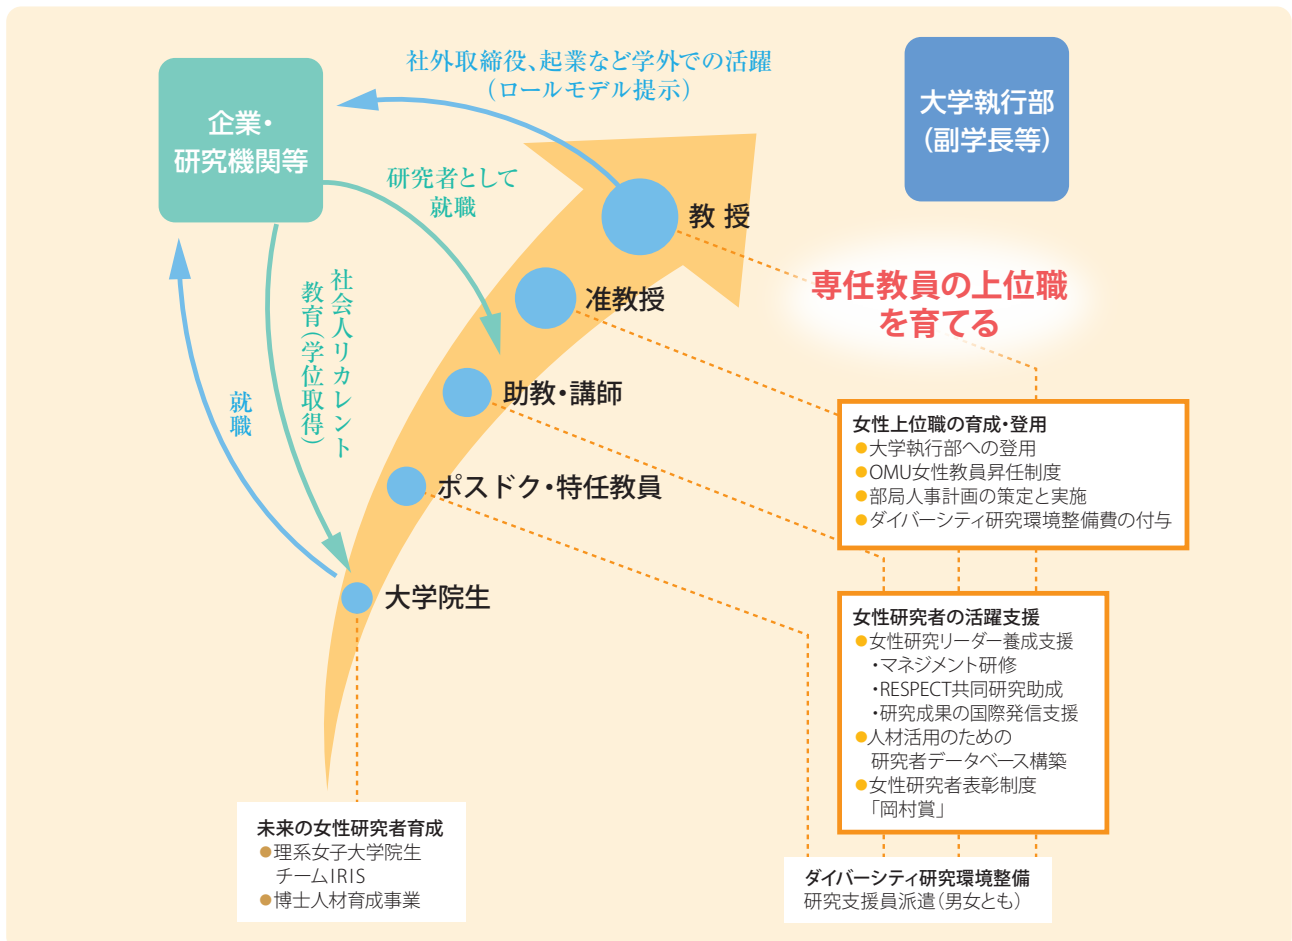 社外取締役、起業など学外での活躍
（ロールモデル提示）
企業・
研究機関等
大学執行部
（副学長等）
研究者として
就職
教 授
専任教員の上位職
を育てる
准教授
社会人リカレント
教育（学位取得）
就職
助教・講師
ポスドク・特任教員
大学院生
女性上位職の育成・登用
●大学執行部への登用
●OMU女性教員昇任制度
●部局人事計画の策定と実施
●ダイバーシティ研究環境整備費の付与
女性研究者の活躍支援
●女性研究リーダー養成支援
・マネジメント研修
・RESPECT共同研究助成
・研究成果の国際発信支援
●人材活用のための
研究者データベース構築
●女性研究者表彰制度
「岡村賞」
未来の女性研究者育成
●理系女子大学院生
チームIRIS
●博士人材育成事業
ダイバーシティ研究環境整備
研究支援員派遣（男女とも）